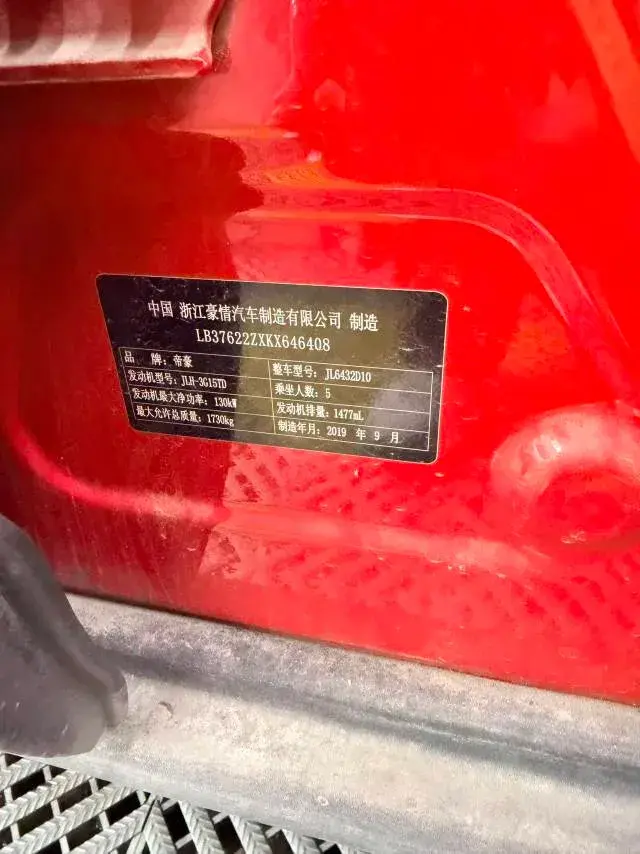 中国 浙江豪情汽车制造有限公司 制造
LB37622ZXKX646408
品 牌：帝豪 整车型号：JL6432D10
发动机型号：JLH-3G15TD 乘坐人数：5
发动机最大净功率：130kW 发动机排量：1477mL
最大允许总质量：1730kg 制造年月：2019 年 9 月